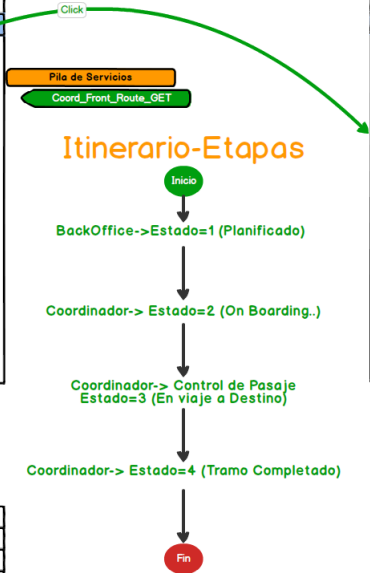 Click
Pila de Servicios
Coord_Front_Route_GET
Itinerario-Etapas
Inicio
BackOffice->Estado=1 (Planificado)
Coordinador-> Estado=2 (On Boarding..)
Coordinador-> Control de Pasaje
Estado=3 (En viaje a Destino)
Coordinador-> Estado=4 (Tramo Completado)
Fin